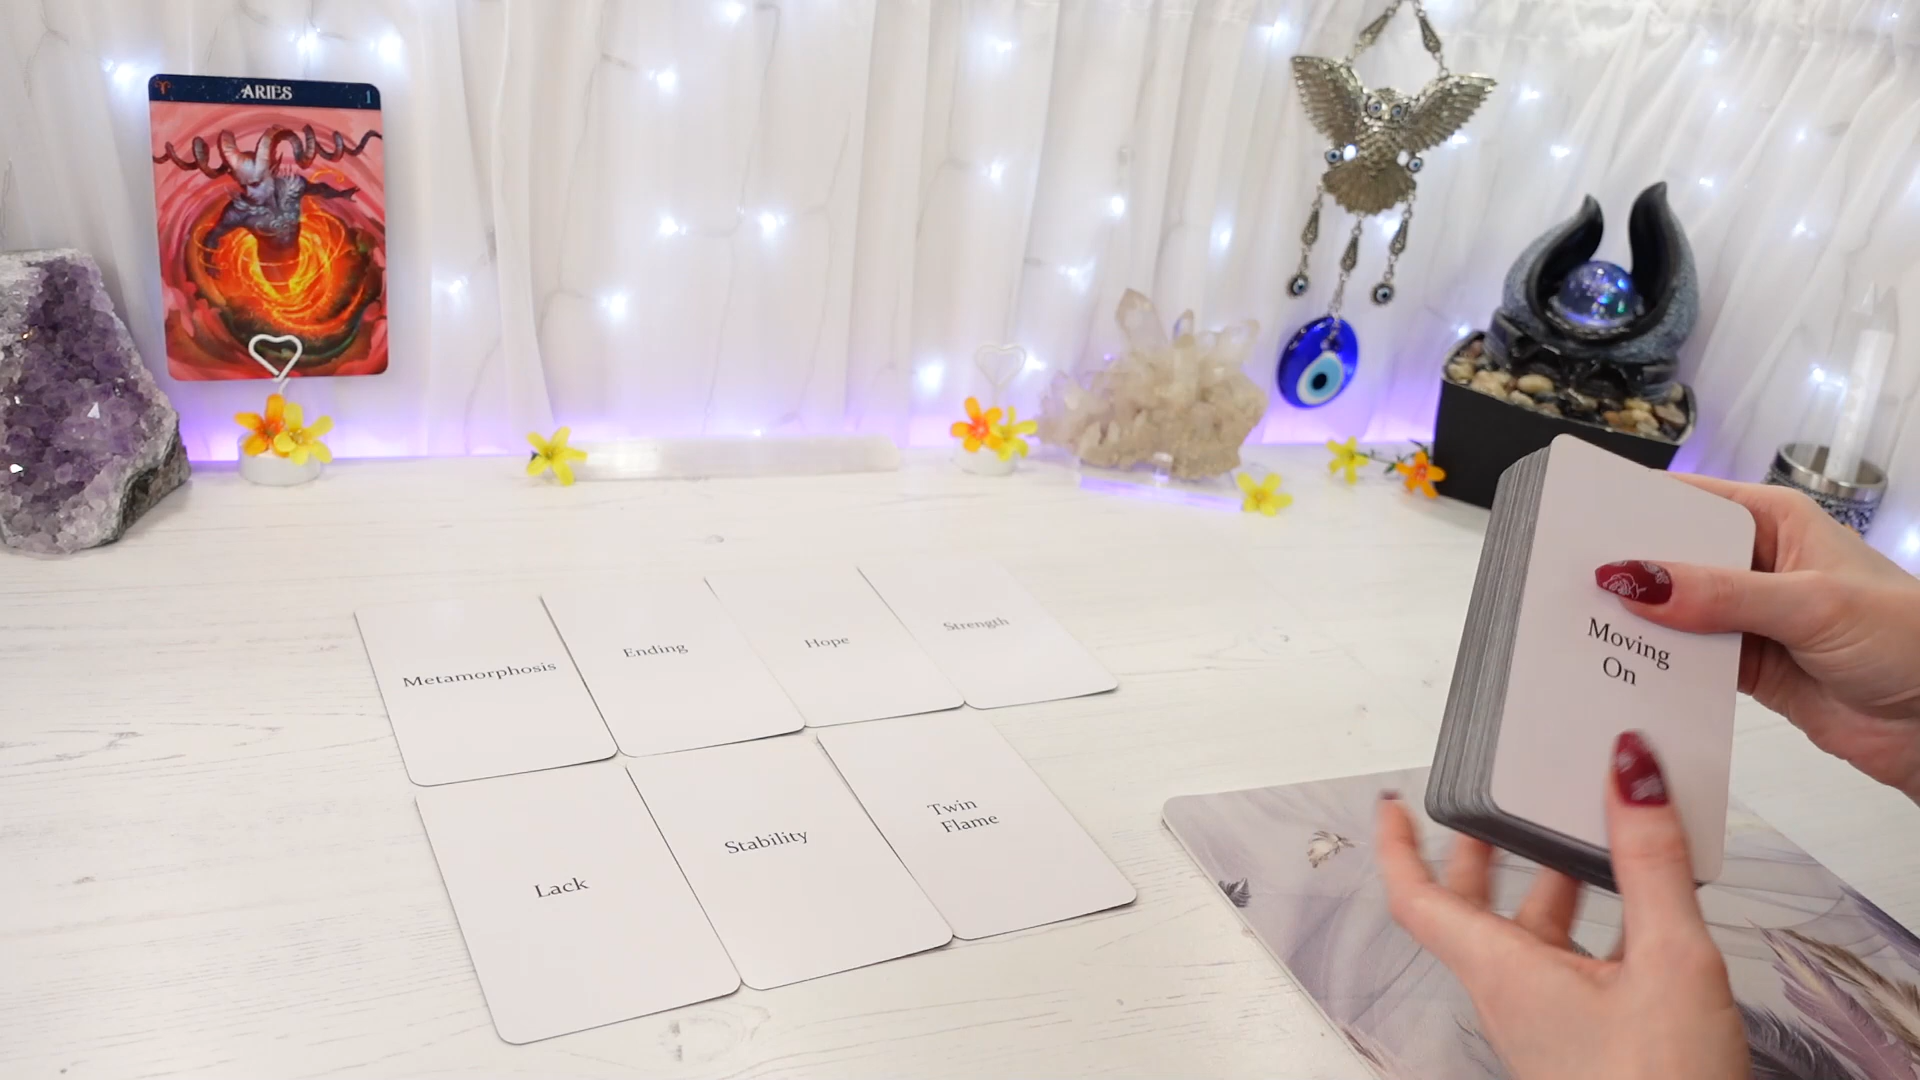 ARIES
1
Metamorphosis
Ending
Hope
Strength
Lack
Stability
Twin
Flame
Moving
On